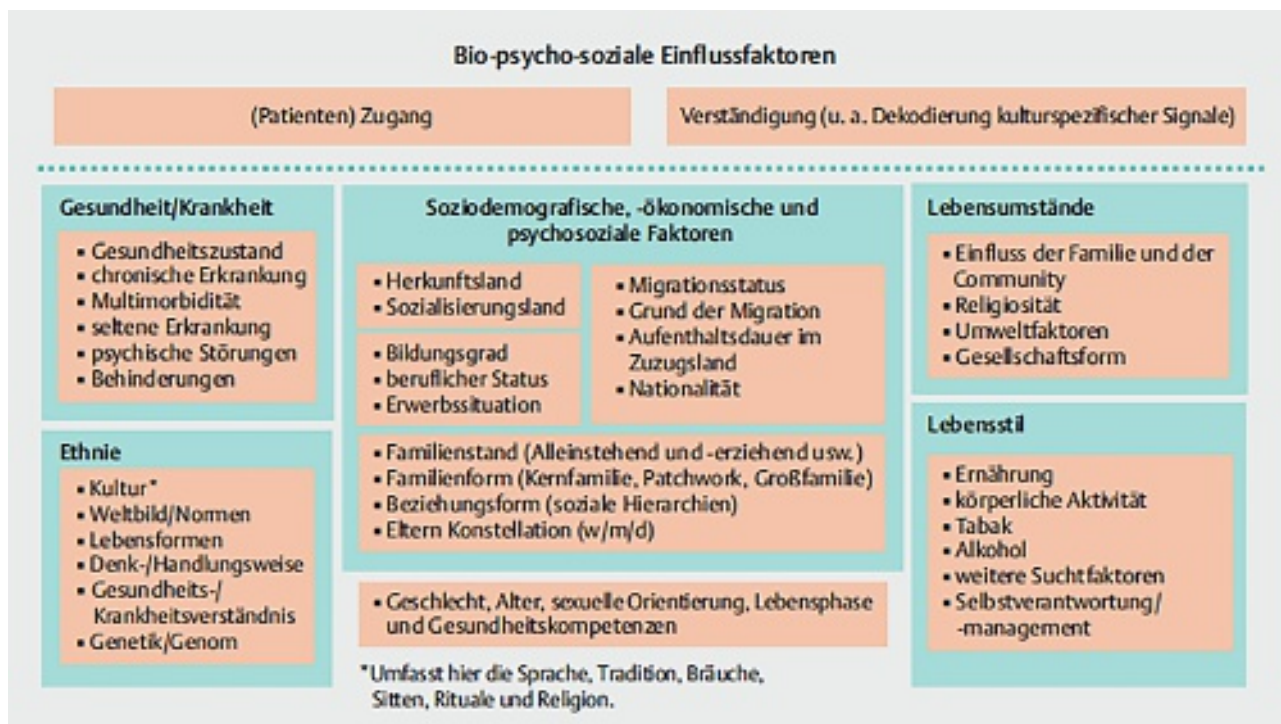 Bio-psycho-soziale Einflussfaktoren
(Patienten) Zugang
Verständigung (u. a. Dekodierung kulturspezifischer Signale)
Gesundheit/Krankheit
▪ Gesundheitszustand
▪ chronische Erkrankung
▪ Multimorbidität
▪ seltene Erkrankung
▪ psychische Störungen
▪ Behinderungen
Ethnie
▪ Kultur*
▪ Weltbild/Normen
▪ Lebensformen
▪ Denk-/Handlungsweise
▪ Gesundheits-/
Krankheitsverständnis
▪ Genetik/Genom
Soziodemografische, -ökonomische und
psychosoziale Faktoren
▪ Herkunftsland
▪ Sozialisierungsland
▪ Bildungsgrad
▪ beruflicher Status
▪ Erwerbssituation
▪ Migrationsstatus
▪ Grund der Migration
▪ Aufenthaltsdauer im
Zuzugsland
▪ Nationalität
▪ Familienstand (Alleinstehend und -erziehend usw.)
▪ Familienform (Kernfamilie, Patchwork, Großfamilie)
▪ Beziehungsform (soziale Hierarchien)
▪ Eltern Konstellation (w/m/d)
▪ Geschlecht, Alter, sexuelle Orientierung, Lebensphase
und Gesundheitskompetenzen
*Umfasst hier die Sprache, Tradition, Bräuche,
Sitten, Rituale und Religion.
Lebensumstände
▪ Einfluss der Familie und der
Community
▪ Religiosität
▪ Umweltfaktoren
▪ Gesellschaftsform
Lebensstil
▪ Ernährung
▪ körperliche Aktivität
▪ Tabak
▪ Alkohol
▪ weitere Suchtfaktoren
▪ Selbstverantwortung/
-management